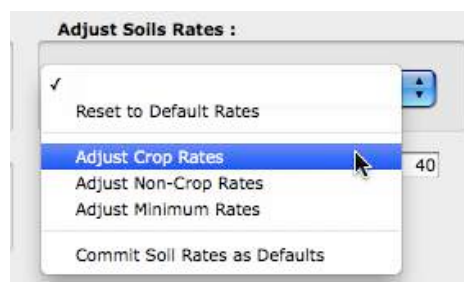 Adjust Soils Rates :
✓
Reset to Default Rates
Adjust Crop Rates
40
Adjust Non-Crop Rates
Adjust Minimum Rates
Commit Soil Rates as Defaults